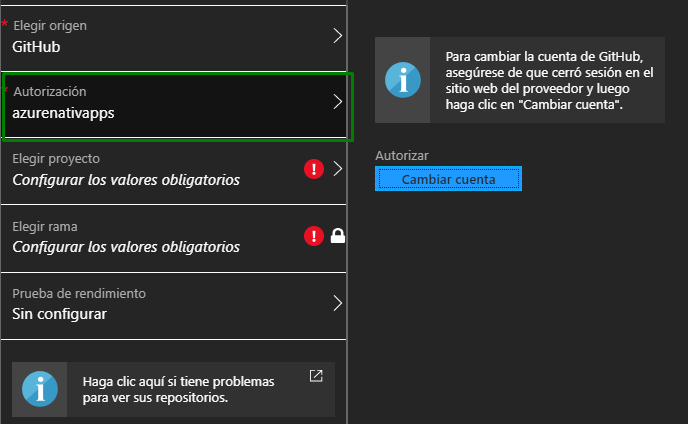 * Elegir origen
GitHub
* Autorización
azurenativapps
Elegir proyecto
Configurar los valores obligatorios
Elegir rama
Configurar los valores obligatorios
Prueba de rendimiento
Sin configurar
Haga clic aquí si tiene problemas
para ver sus repositorios.
Para cambiar la cuenta de GitHub,
asegúrese de que cerró sesión en el
sitio web del proveedor y luego
haga clic en "Cambiar cuenta".
Autorizar
Cambiar cuenta